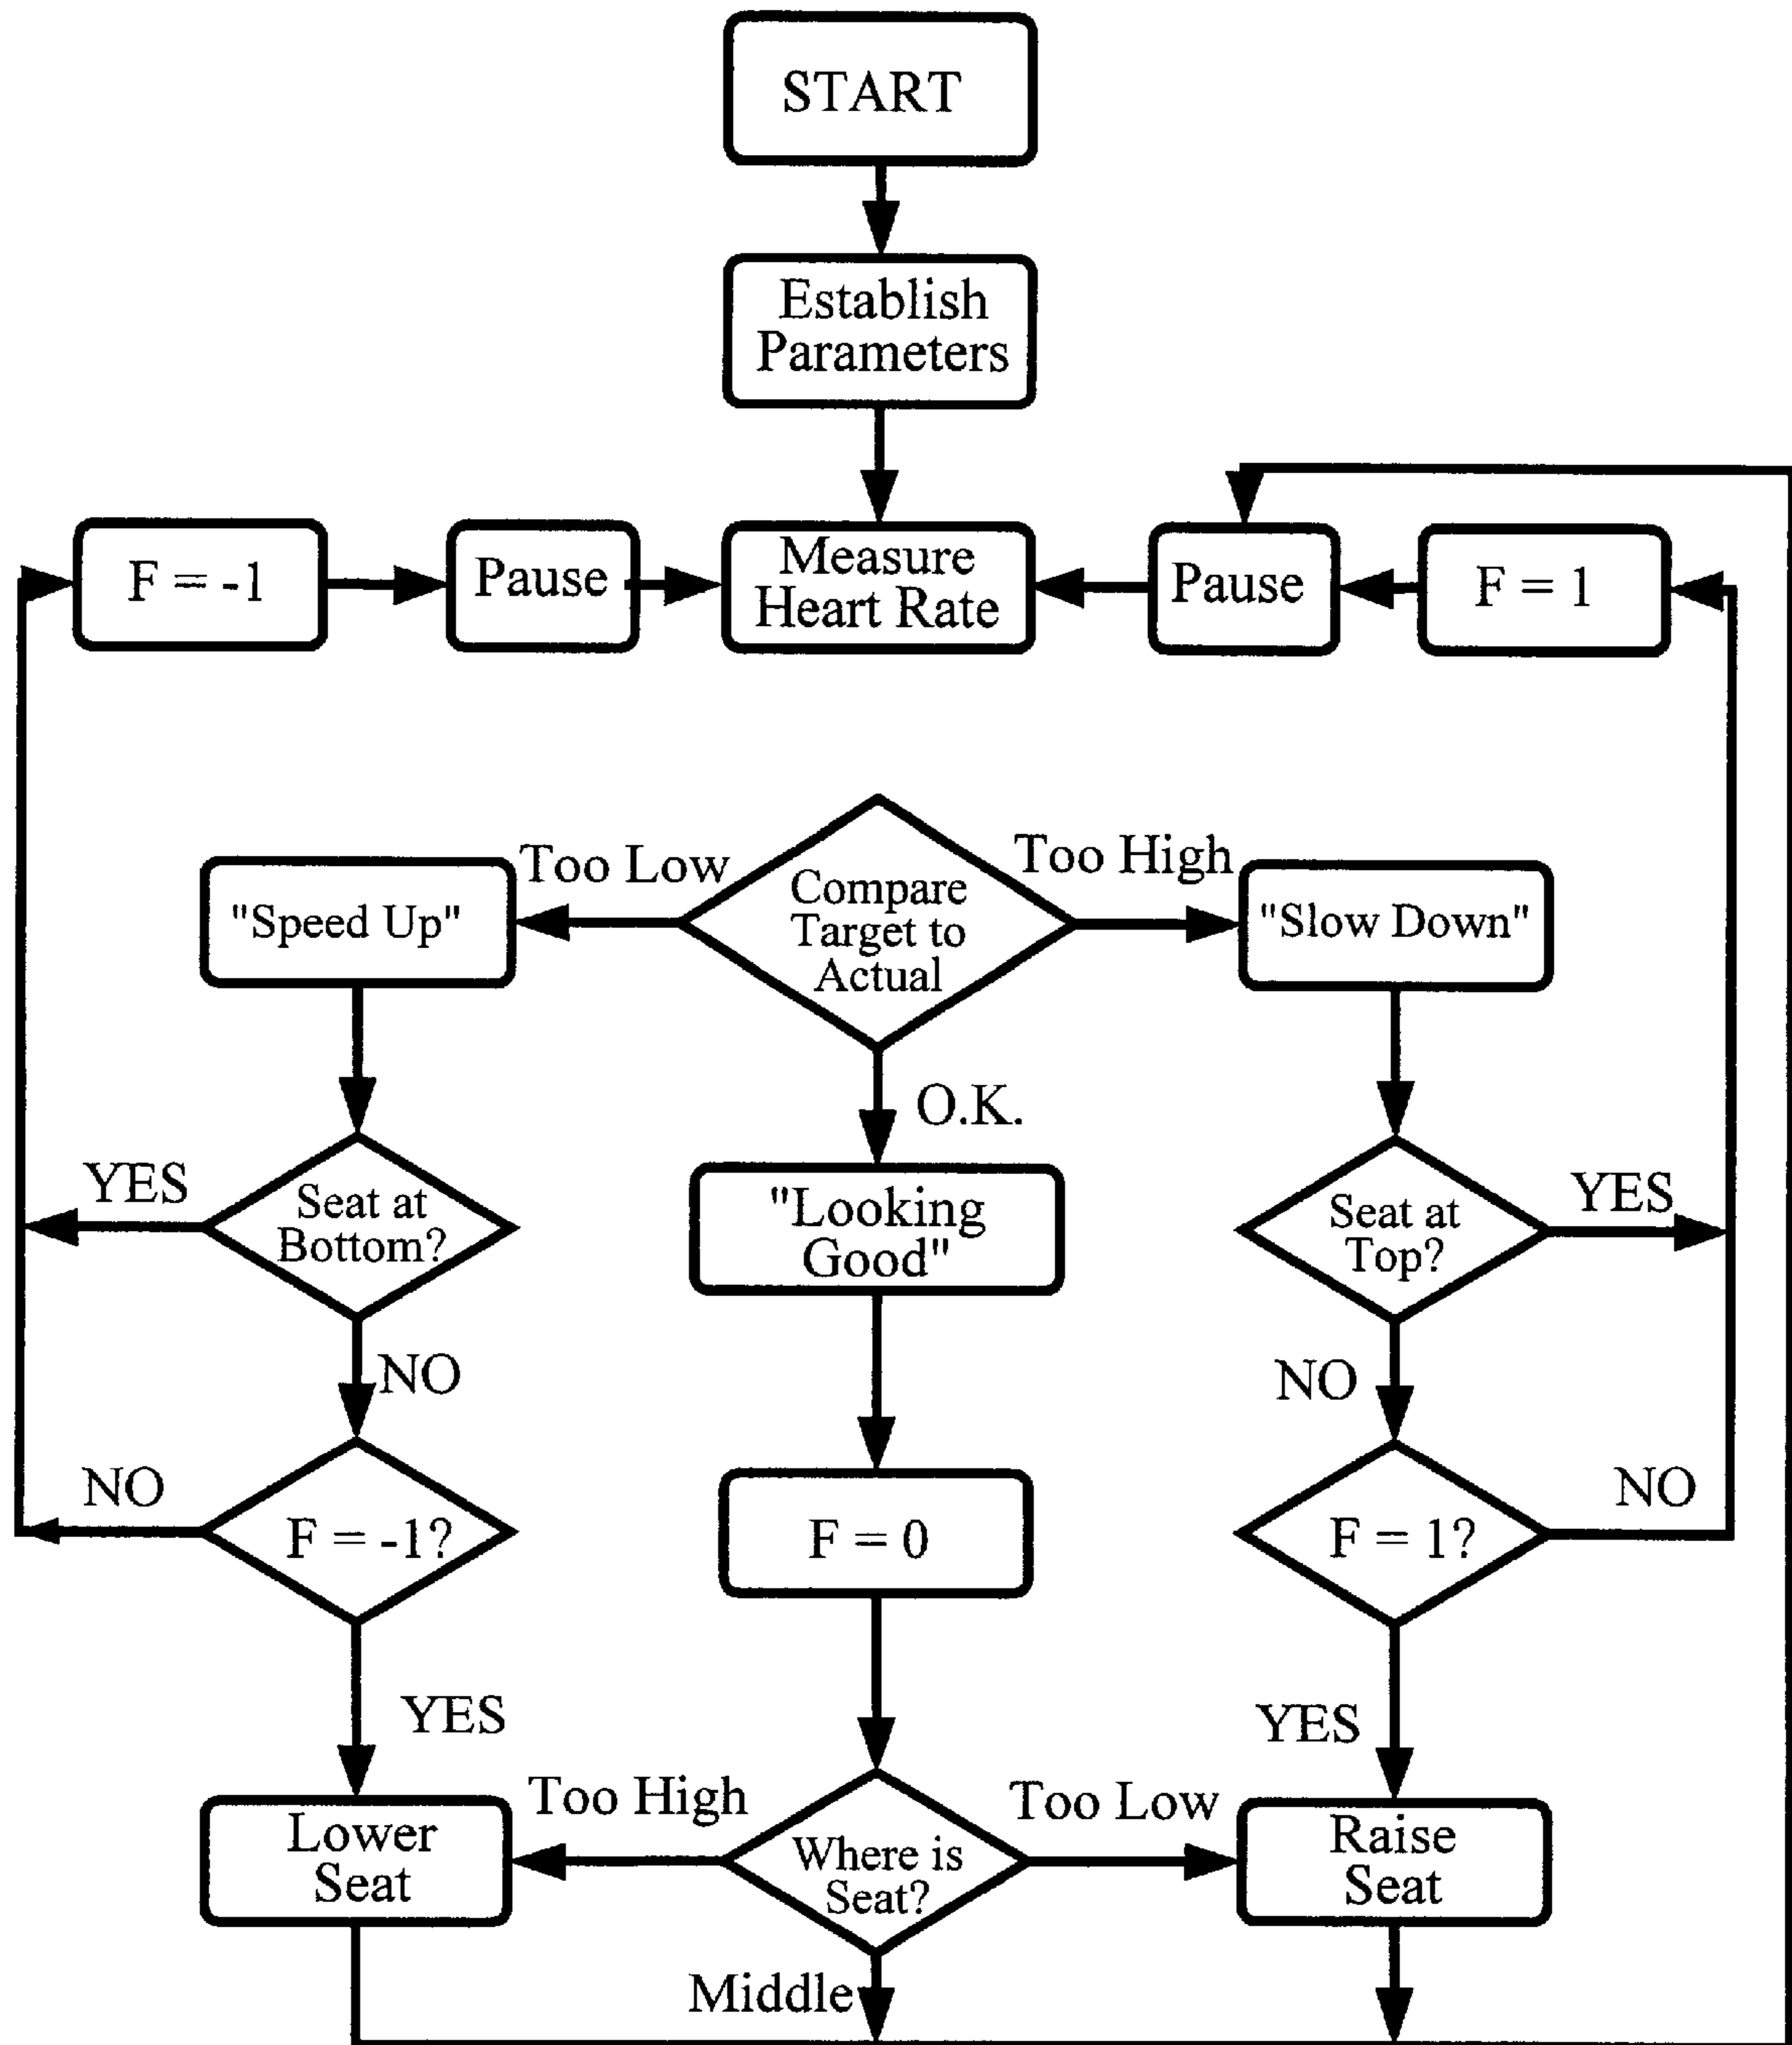 START
Establish
Parameters
F = -1
Pause
Measure
Heart Rate
Pause
F = 1
Too Low
Too High
"Speed Up"
Compare
Target to
Actual
"Slow Down"
O.K.
YES
Seat at
Bottom?
"Looking
Good"
Seat at
Top?
YES
NO
NO
NO
F = -1?
F = 0
F = 1?
NO
YES
YES
Too High
Too Low
Lower
Seat
Where is
Seat?
Raise
Seat
Middle